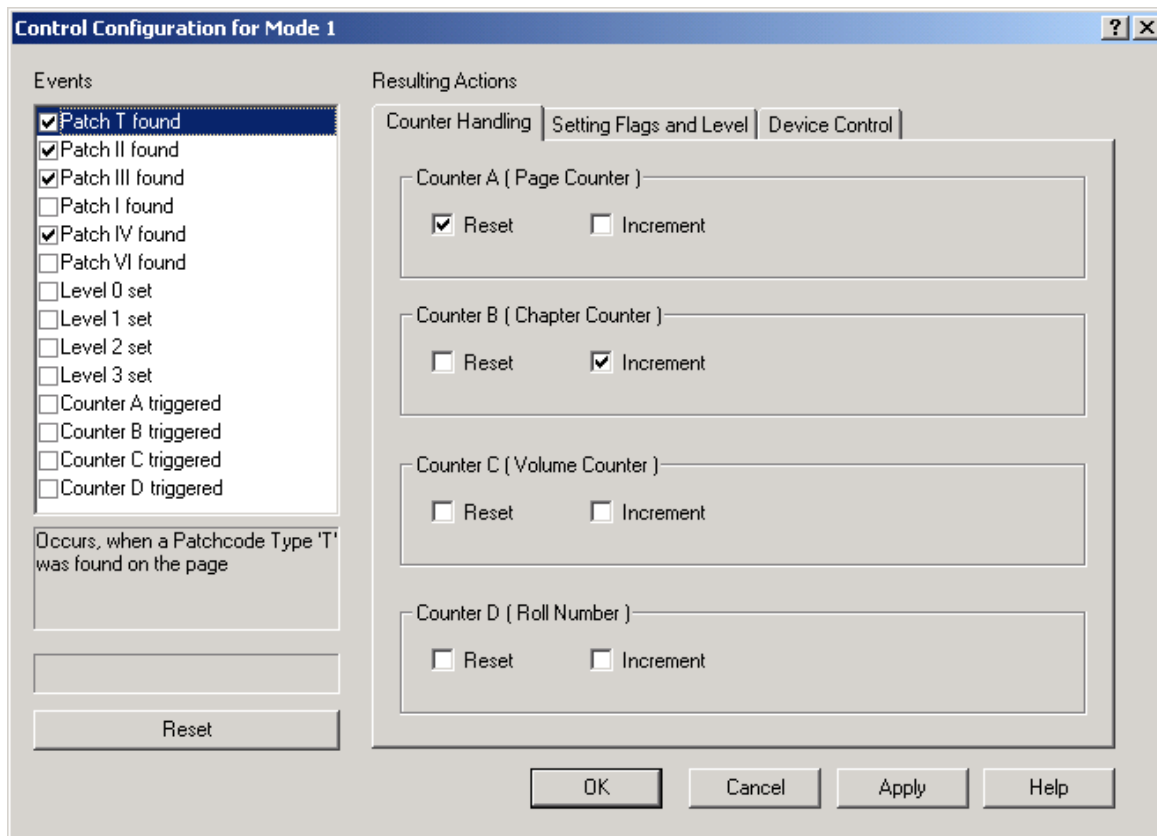 Control Configuration for Mode 1
Events
Patch T found
Patch II found
Patch III found
Patch I found
Patch IV found
Patch VI found
Level 0 set
Level 1 set
Level 2 set
Level 3 set
Counter A triggered
Counter B triggered
Counter C triggered
Counter D triggered
Occurs, when a Patchcode Type 'T'
was found on the page
Reset
Resulting Actions
Counter Handling
Setting Flags and Level
Device Control
Counter A ( Page Counter )
Reset
Increment
Counter B ( Chapter Counter )
Reset
Increment
Counter C ( Volume Counter )
Reset
Increment
Counter D ( Roll Number )
Reset
Increment
OK
Cancel
Apply
Help